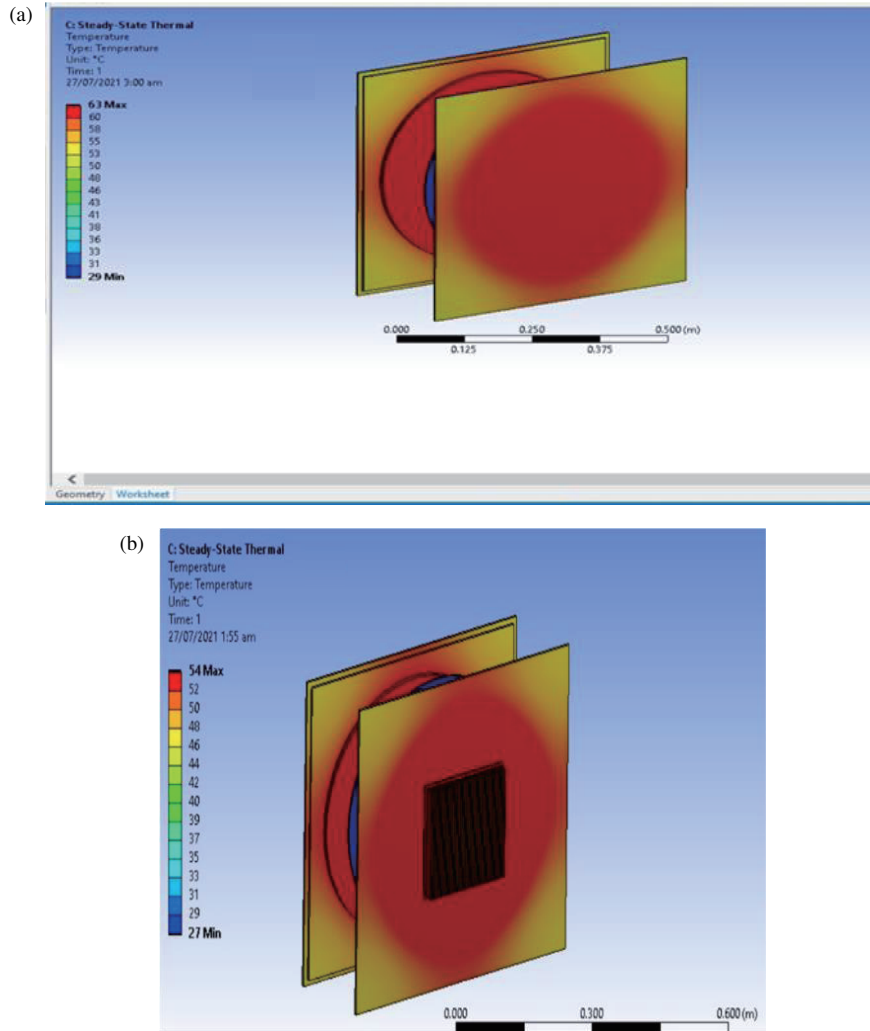 (a)
C: Steady-State Thermal
Temperature
Type: Temperature
Unit: °C
Time: 1
27/07/2021 3:00 am
63 Max
60
58
55
53
50
48
46
43
41
38
36
33
31
29 Min
0.000 0.250 0.500 (m)
0.125 0.375
Geometry Worksheet
(b)
C: Steady-State Thermal
Temperature
Type: Temperature
Unit: °C
Time: 1
27/07/2021 1:55 am
54 Max
52
50
48
46
44
42
40
39
37
35
33
31
29
27 Min
0.000 0.300 0.600 (m)